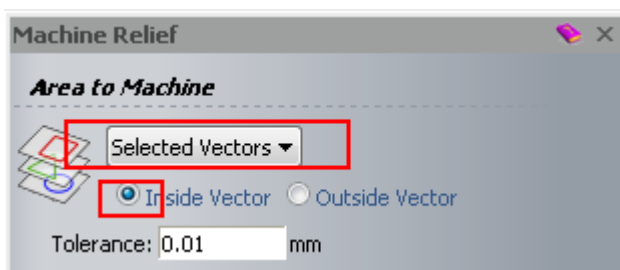 Machine Relief
Area to Machine
Selected Vectors
Inside Vector Outside Vector
Tolerance: 0.01 mm